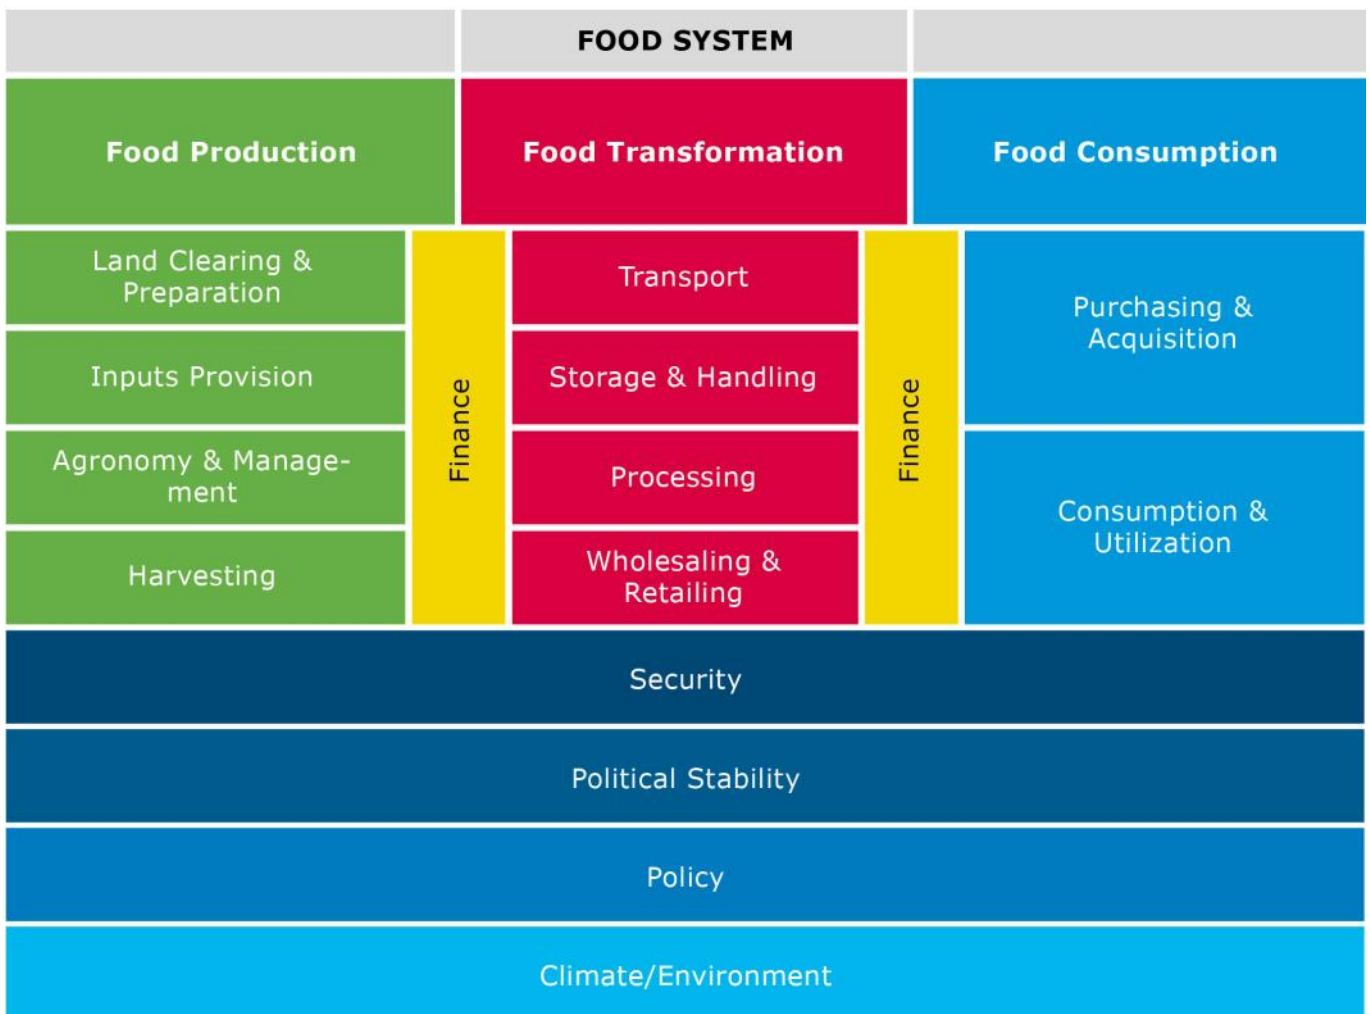 FOOD SYSTEM
Food Production
Food Transformation
Food Consumption
Land Clearing &
Preparation
Inputs Provision
Agronomy & Manage-
ment
Harvesting
Finance
Transport
Storage & Handling
Processing
Wholesaling &
Retailing
Finance
Purchasing &
Acquisition
Consumption &
Utilization
Security
Political Stability
Policy
Climate/Environment